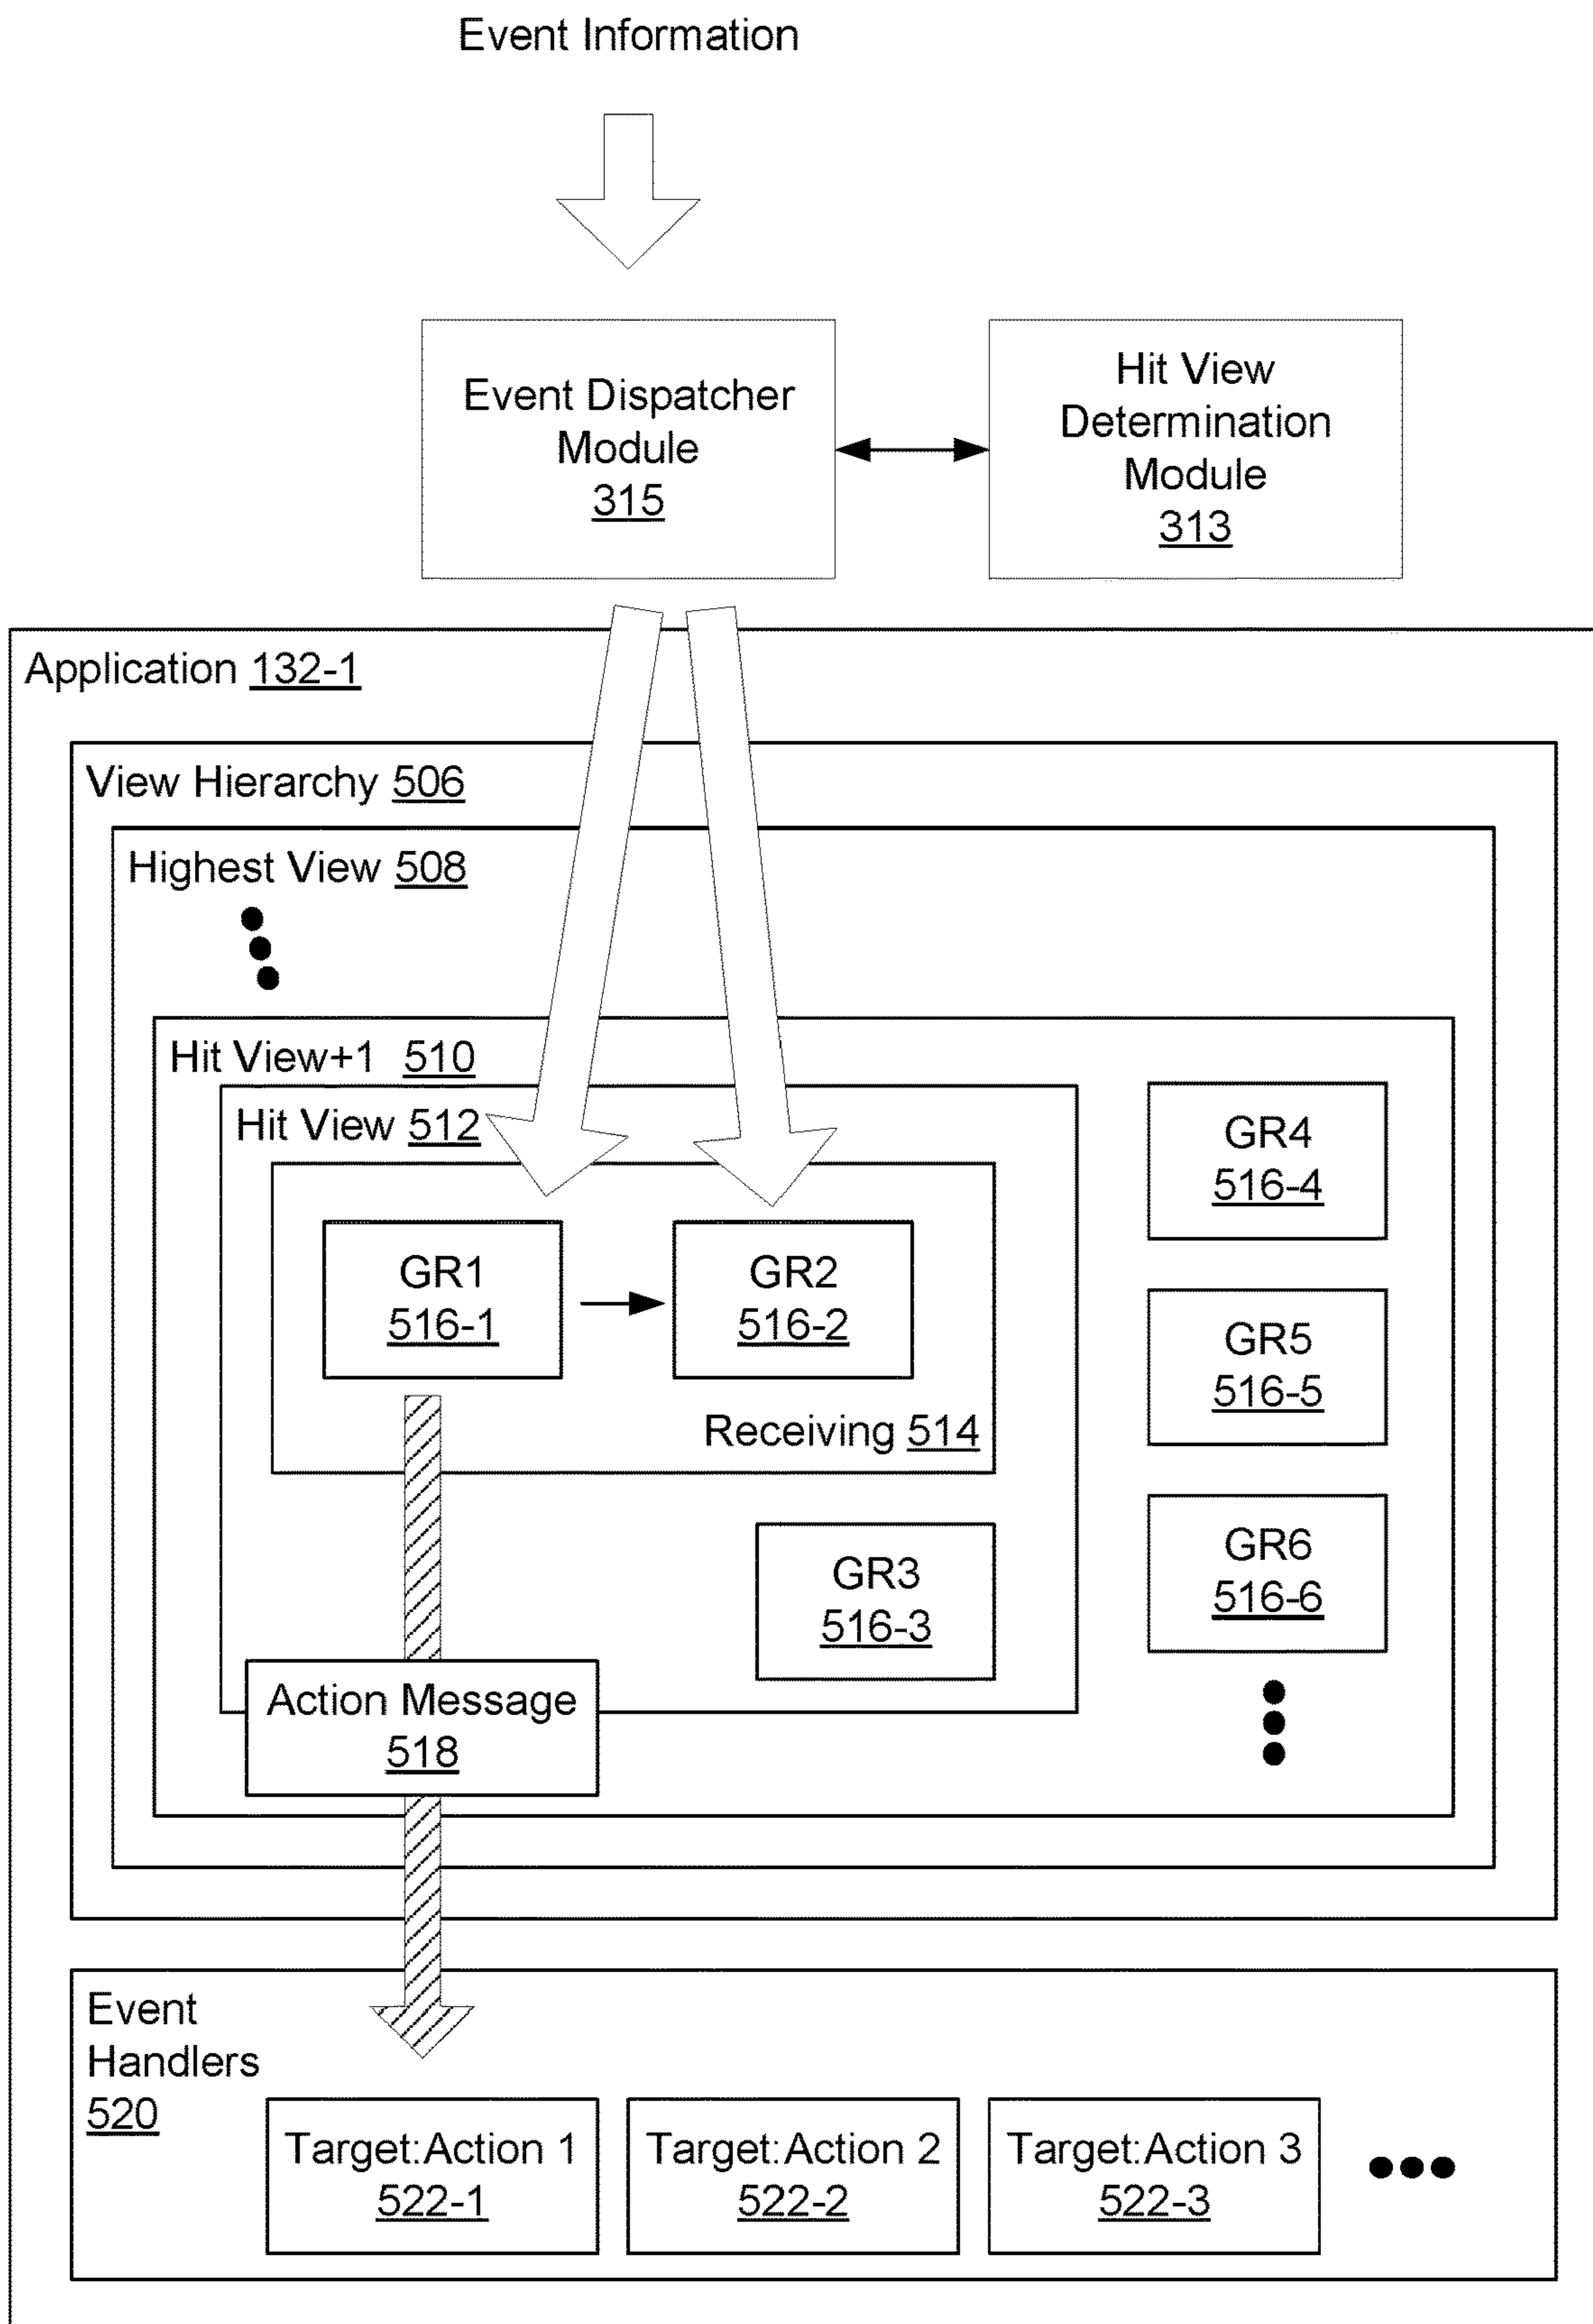 Event Information
Event Dispatcher
Module
315
Hit View
Determination
Module
313
Application 132-1
View Hierarchy 506
Highest View 508
Hit View+1 510
Hit View 512
GR1
516-1
GR2
516-2
Receiving 514
GR3
516-3
GR4
516-4
GR5
516-5
GR6
516-6
Action Message
518
Event
Handlers
520
Target:Action 1
522-1
Target:Action 2
522-2
Target:Action 3
522-3